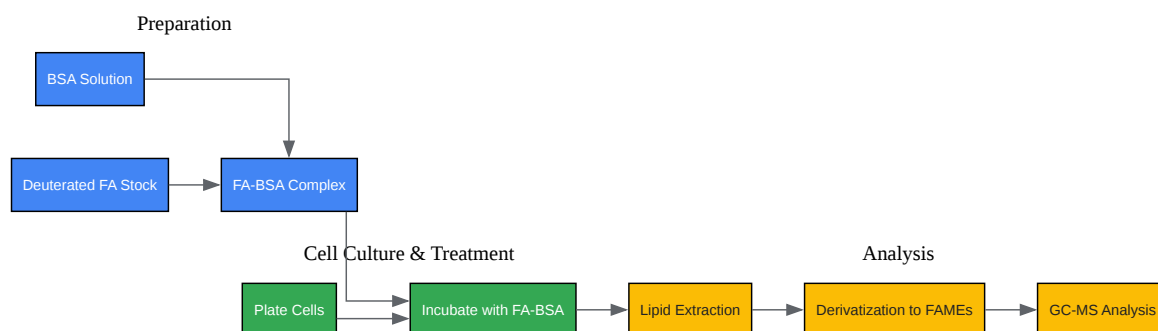 Preparation
BSA Solution
Deuterated FA Stock
FA-BSA Complex
Cell Culture & Treatment
Analysis
Plate Cells
Incubate with FA-BSA
Lipid Extraction
Derivatization to FAMEs
GC-MS Analysis